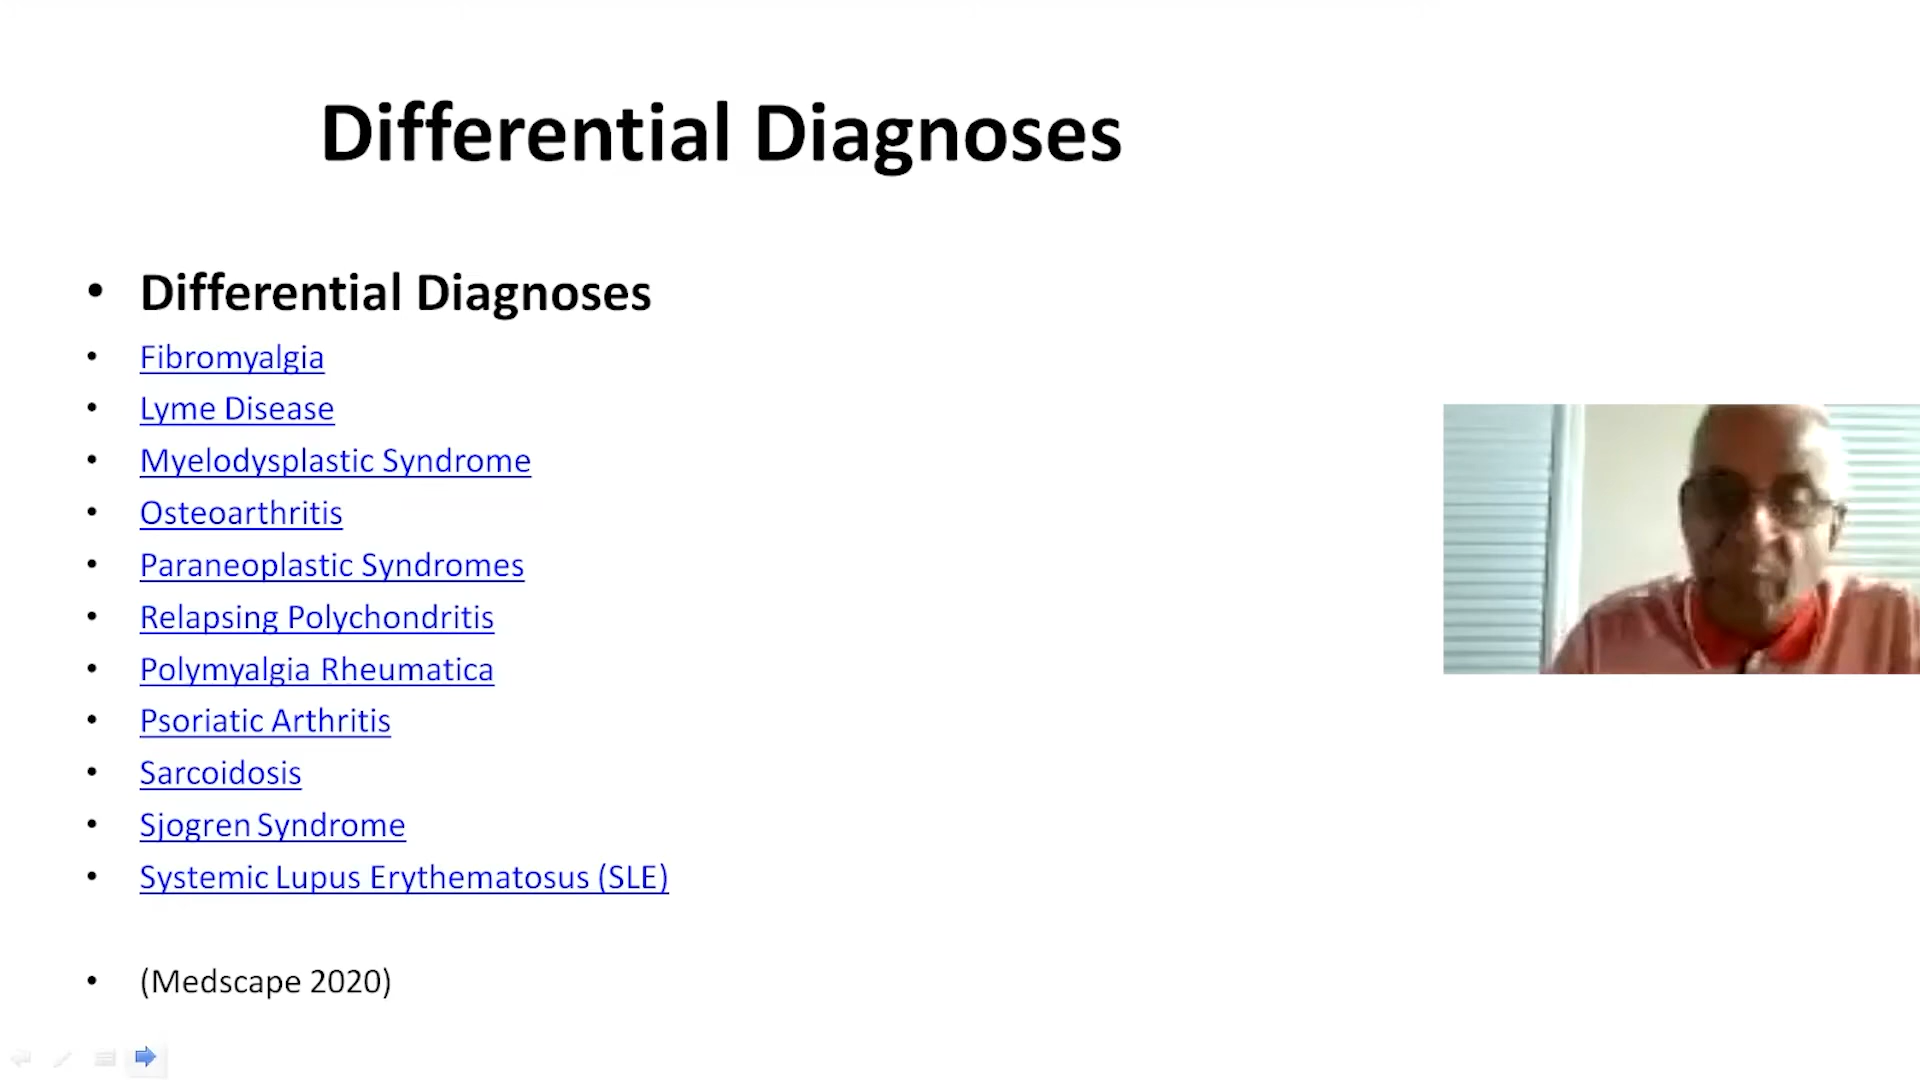 Differential Diagnoses
• Differential Diagnoses
• Fibromyalgia
• Lyme Disease
• Myelodysplastic Syndrome
• Osteoarthritis
• Paraneoplastic Syndromes
• Relapsing Polychondritis
• Polymyalgia Rheumatica
• Psoriatic Arthritis
• Sarcoidosis
• Sjogren Syndrome
• Systemic Lupus Erythematosus (SLE)
• (Medscape 2020)